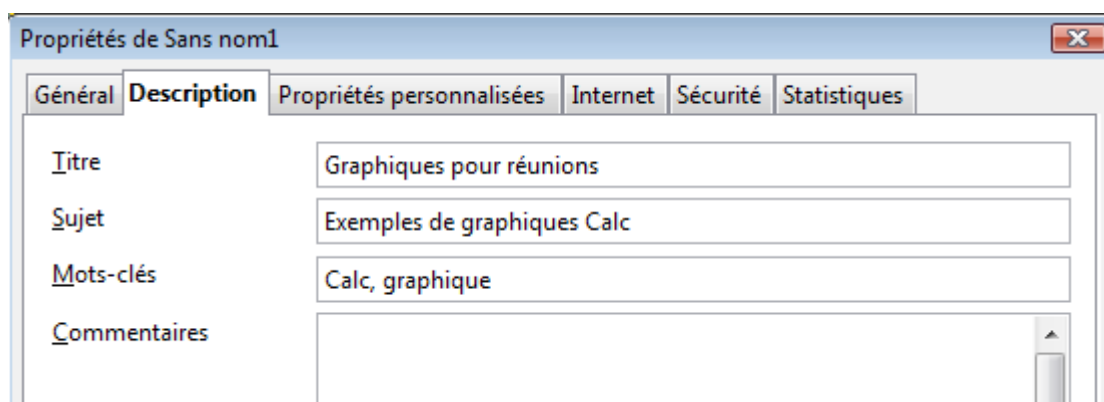 Propriétés de Sans nom1
Général Description Propriétés personnalisées Internet Sécurité Statistiques
Titre Graphiques pour réunions
Sujet Exemples de graphiques Calc
Mots-clés Calc, graphique
Commentaires